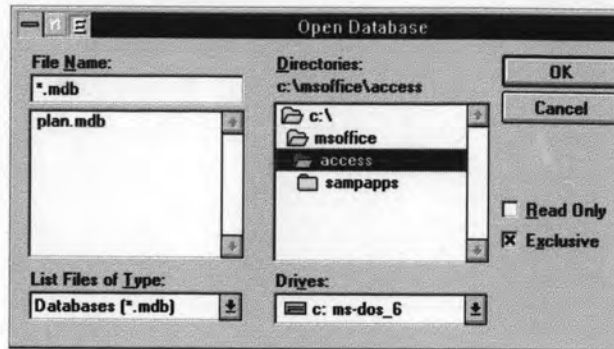 Open Database
File Name:
*.mdb
plan.mdb
List Files of Type:
Databases (*.mdb)
Directories:
c:\msoffice\access
c:\
msoffice
access
sampapps
Drives:
c: ms-dos_6
OK
Cancel
Read Only
Exclusive